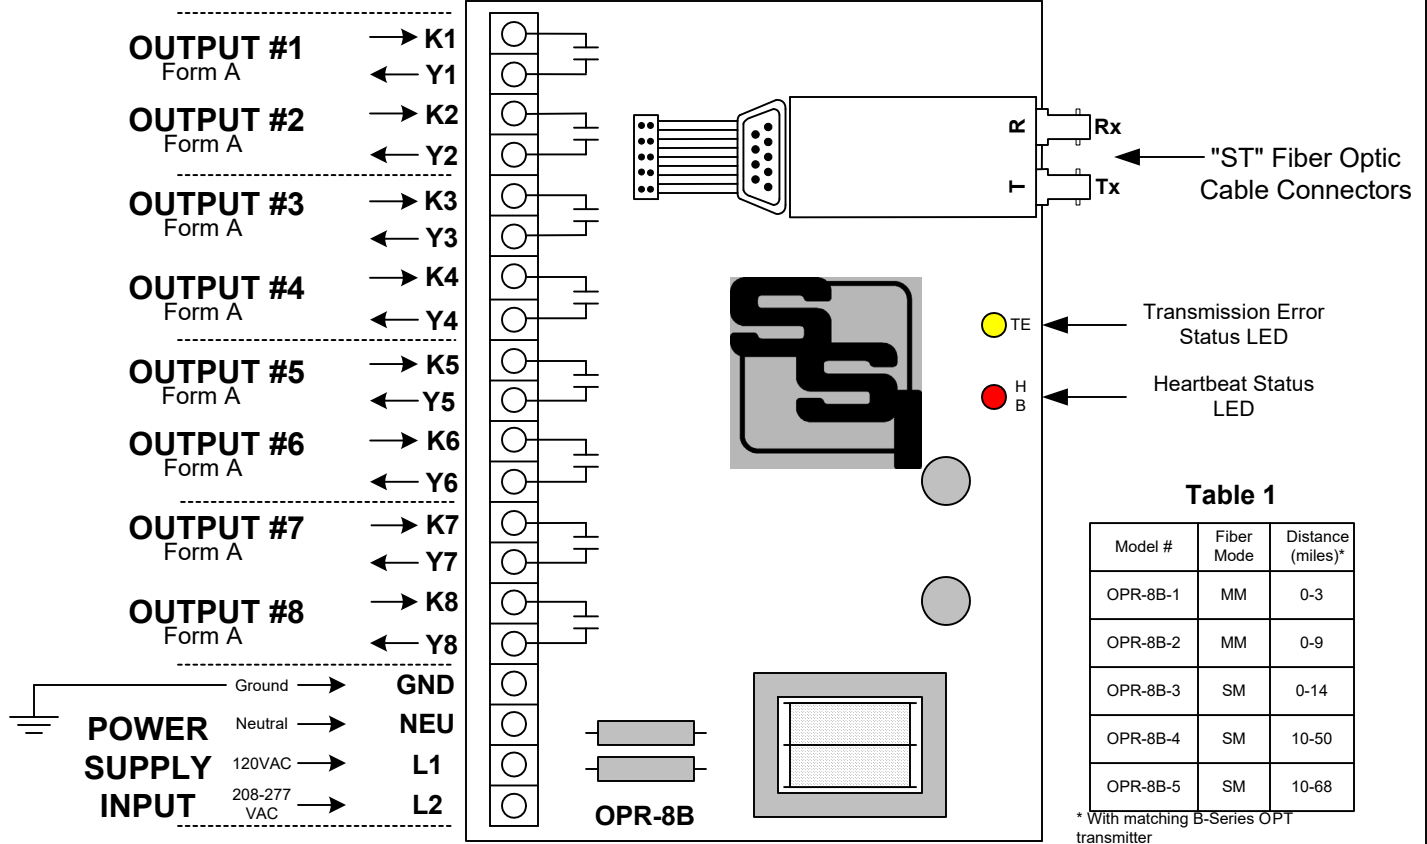 OUTPUT #1
Form A
K1
Y1
OUTPUT #2
Form A
K2
Y2
OUTPUT #3
Form A
K3
Y3
OUTPUT #4
Form A
K4
Y4
OUTPUT #5
Form A
K5
Y5
OUTPUT #6
Form A
K6
Y6
OUTPUT #7
Form A
K7
Y7
OUTPUT #8
Form A
K8
Y8
POWER
SUPPLY
INPUT
Ground
GND
Neutral
NEU
120VAC
L1
208-277
VAC
L2
R
T
Rx
Tx
"ST" Fiber Optic
Cable Connectors
SSI
TE
Transmission Error
Status LED
H
B
Heartbeat Status
LED
OPR-8B
Table 1
Model # Fiber Mode Distance (miles)*
OPR-8B-1 MM 0-3
OPR-8B-2 MM 0-9
OPR-8B-3 SM 0-14
OPR-8B-4 SM 10-50
OPR-8B-5 SM 10-68
* With matching B-Series OPT
transmitter